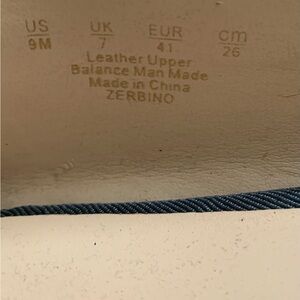 US UK EUR cm
9M 7 41 26
Leather Upper
Balance Man Made
Made in China
ZERBINO